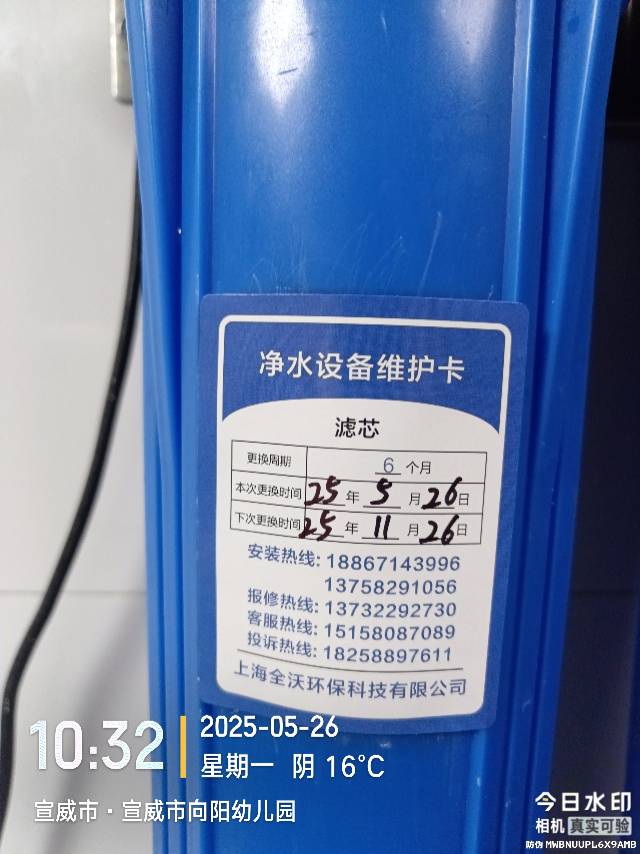 净水设备维护卡
滤芯
更换周期 6 个月
本次更换时间 25 年 5 月 26 日
下次更换时间 25 年 11 月 26 日
安装热线: 18867143996
13758291056
报修热线: 13732292730
客服热线: 15158087089
投诉热线: 18258897611
上海全沃环保科技有限公司
10:32
2025-05-26
星期一 阴 16℃
宣威市·宣威市向阳幼儿园
今日水印
相机 真实可验
防伪 MWBNUUPL6X9AMB